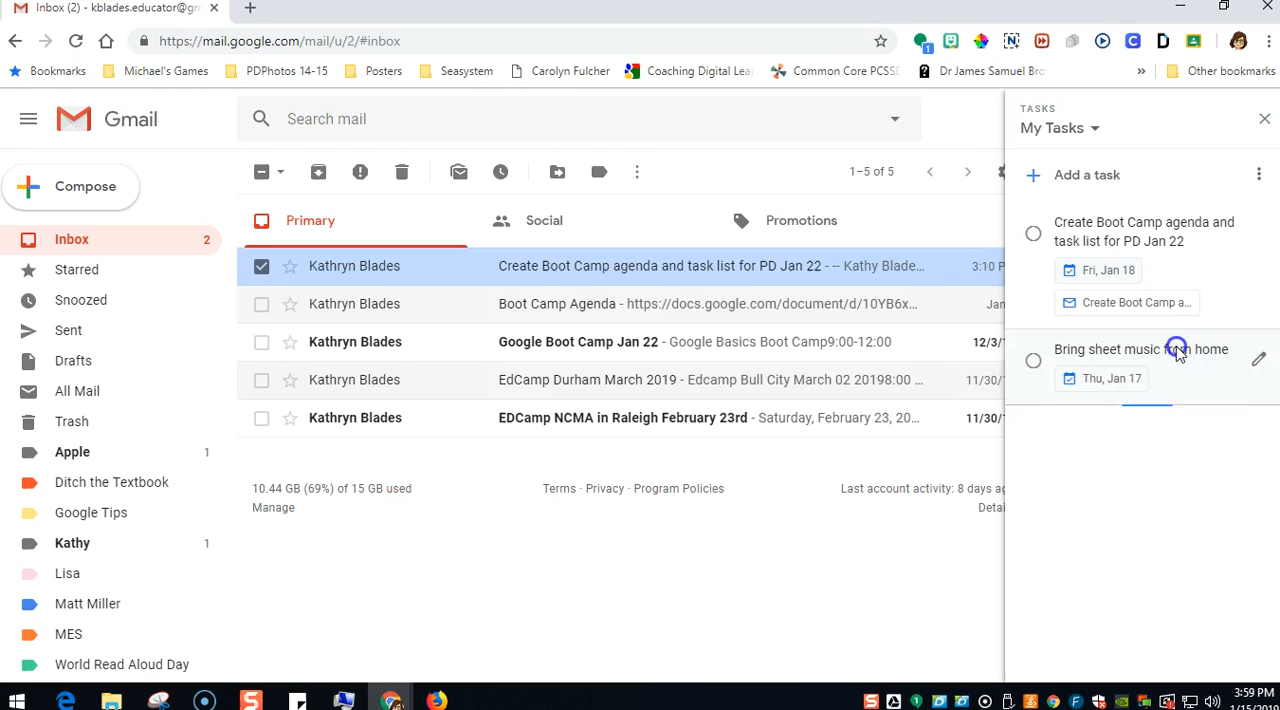 Inbox (2) - kblades.educator@gm
https://mail.google.com/mail/u/2/#inbox
Bookmarks
Michael's Games
PDPhotos 14-15
Posters
Seasystem
Carolyn Fulcher
Coaching Digital Lea
Common Core PCSSD
Dr James Samuel Bro
»
Other bookmarks
Gmail
Search mail
TASKS
My Tasks
Compose
1–5 of 5
Add a task
Primary
Social
Promotions
Inbox 2
Starred
Snoozed
Sent
Drafts
All Mail
Trash
Apple 1
Ditch the Textbook
Google Tips
Kathy 1
Lisa
Matt Miller
MES
World Read Aloud Day
Kathryn Blades Create Boot Camp agenda and task list for PD Jan 22 - -- Kathy Blade... 3:10 P
Kathryn Blades Boot Camp Agenda - https://docs.google.com/document/d/10YB6x... Jan
Kathryn Blades Google Boot Camp Jan 22 - Google Basics Boot Camp9:00-12:00 12/3/1
Kathryn Blades EdCamp Durham March 2019 - Edcamp Bull City March 02 20198:00 ... 11/30/1
Kathryn Blades EDCamp NCMA in Raleigh February 23rd - Saturday, February 23, 20... 11/30/1
10.44 GB (69%) of 15 GB used
Manage
Terms · Privacy · Program Policies
Last account activity: 8 days ag
Detai
Create Boot Camp agenda and
task list for PD Jan 22
Fri, Jan 18
Create Boot Camp a...
Bring sheet music from home
Thu, Jan 17
3:59 PM
1/15/2019